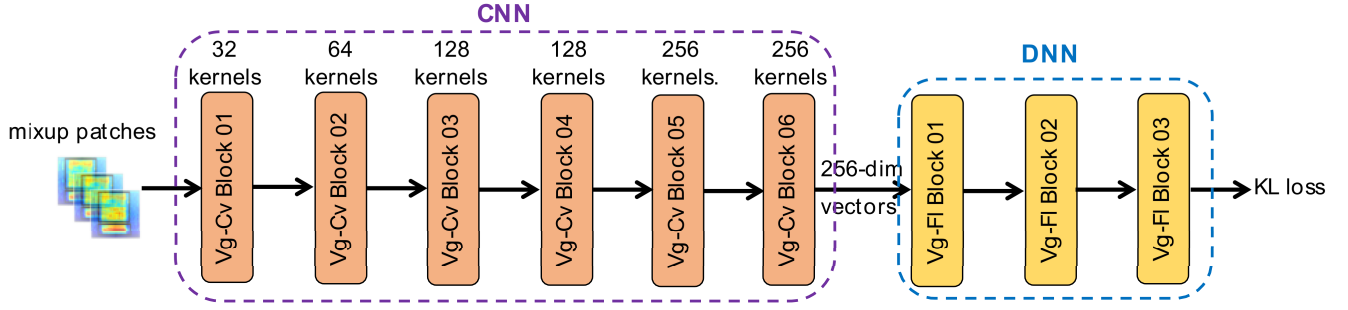 CNN
32
kernels
64
kernels
128
kernels
128
kernels
256
kernels.
256
kernels
DNN
mixup patches
Vg-Cv Block 01
Vg-Cv Block 02
Vg-Cv Block 03
Vg-Cv Block 04
Vg-Cv Block 05
Vg-Cv Block 06
256-dim
vectors
Vg-Fl Block 01
Vg-Fl Block 02
Vg-Fl Block 03
KL loss